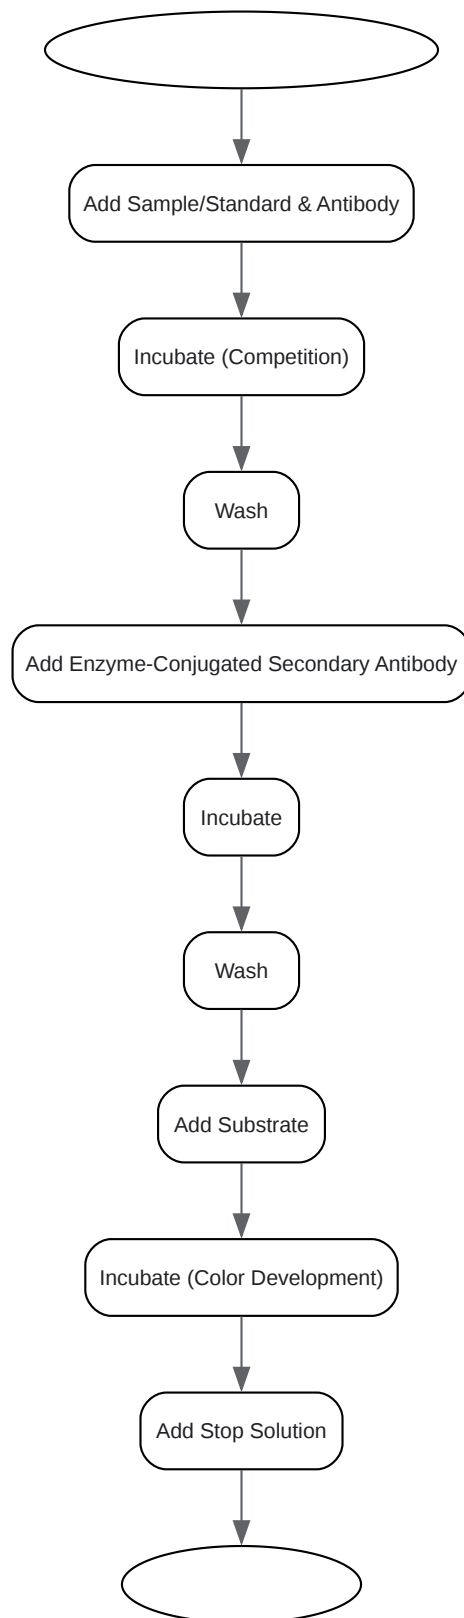 Add Sample/Standard & Antibody
Incubate (Competition)
Wash
Add Enzyme-Conjugated Secondary Antibody
Incubate
Wash
Add Substrate
Incubate (Color Development)
Add Stop Solution